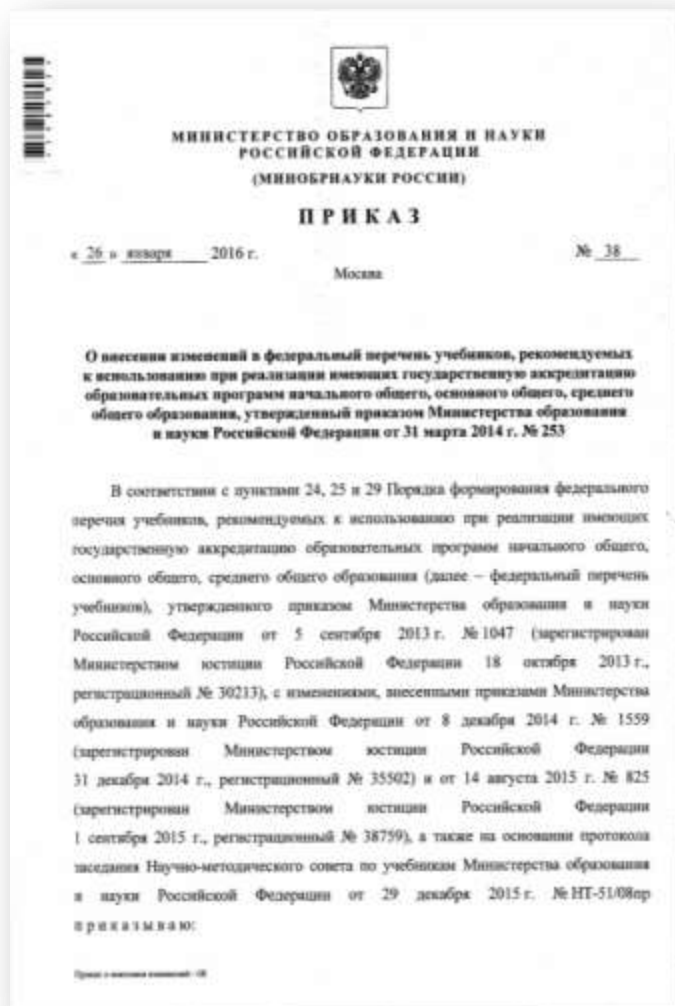 МИНИСТЕРСТВО ОБРАЗОВАНИЯ И НАУКИ
РОССИЙСКОЙ ФЕДЕРАЦИИ
(МИНОБРНАУКИ РОССИИ)
ПРИКАЗ
« 26 » января 2016 г. № 38
Москва
О внесении изменений в федеральный перечень учебников, рекомендуемых
к использованию при реализации имеющих государственную аккредитацию
образовательных программ начального общего, основного общего, среднего
общего образования, утвержденный приказом Министерства образования
и науки Российской Федерации от 31 марта 2014 г. № 253
В соответствии с пунктами 24, 25 и 29 Порядка формирования федерального
перечня учебников, рекомендуемых к использованию при реализации имеющих
государственную аккредитацию образовательных программ начального общего,
основного общего, среднего общего образования (далее – федеральный перечень
учебников), утвержденного приказом Министерства образования и науки
Российской Федерации от 5 сентября 2013 г. № 1047 (зарегистрирован
Министерством юстиции Российской Федерации 18 октября 2013 г.,
регистрационный № 30213), с изменениями, внесенными приказами Министерства
образования и науки Российской Федерации от 8 декабря 2014 г. № 1559
(зарегистрирован Министерством юстиции Российской Федерации
31 декабря 2014 г., регистрационный № 35502) и от 14 августа 2015 г. № 825
(зарегистрирован Министерством юстиции Российской Федерации
1 сентября 2015 г., регистрационный № 38759), а также на основании протокола
заседания Научно-методического совета по учебникам Министерства образования
и науки Российской Федерации от 29 декабря 2015 г. № НТ-51/08пр
приказываю: